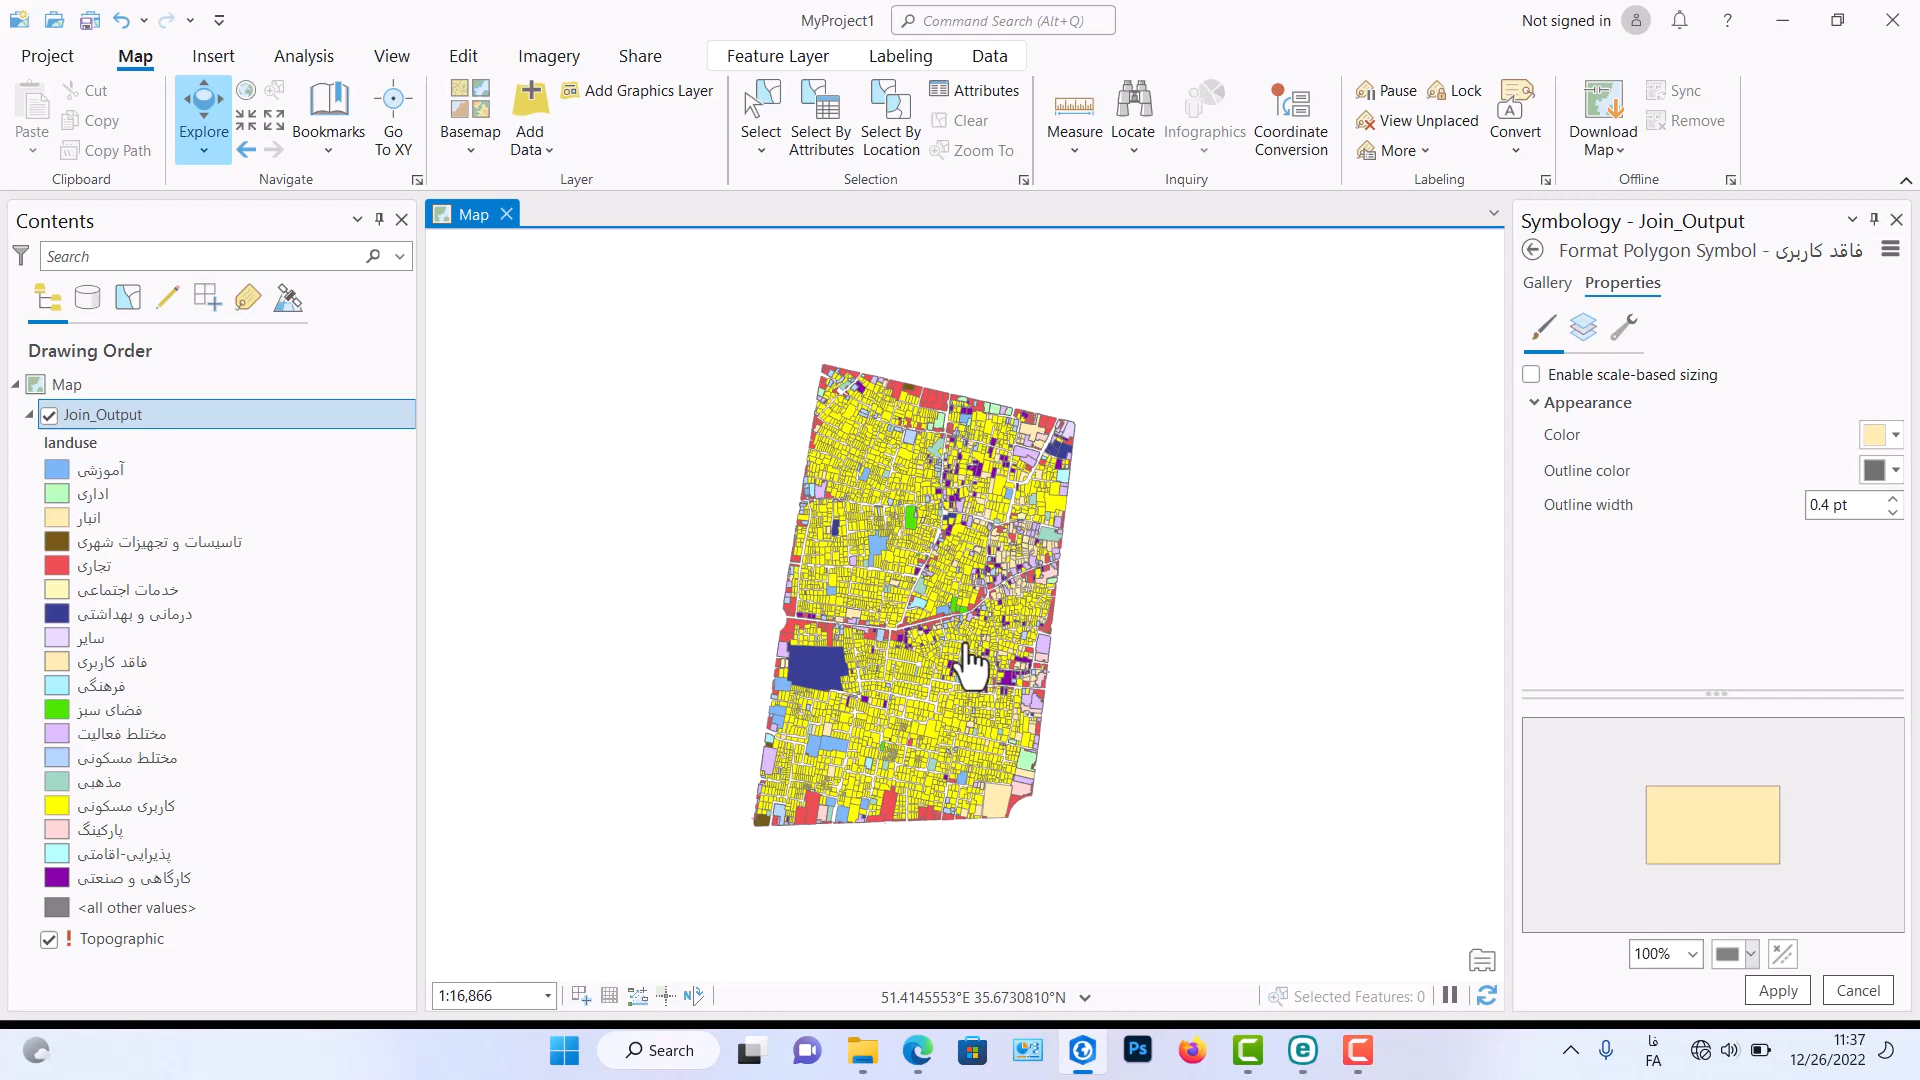 MyProject1
Command Search (Alt+Q)
Not signed in
?
Project
Map
Insert
Analysis
View
Edit
Imagery
Share
Feature Layer
Labeling
Data
Paste
Cut
Copy
Copy Path
Clipboard
Explore
Bookmarks
Go
To XY
Navigate
Basemap
Add
Data
Add Graphics Layer
Layer
Select
Select By
Attributes
Select By
Location
Attributes
Clear
Zoom To
Selection
Measure
Locate
Infographics
Coordinate
Conversion
Inquiry
Pause
Lock
View Unplaced
More
Convert
Labeling
Download
Map
Sync
Remove
Offline
Contents
Search
Drawing Order
Map
Join_Output
landuse
آموزشی
اداری
انبار
تاسیسات و تجهیزات شهری
تجاری
خدمات اجتماعی
درمانی و بهداشتی
سایر
فاقد کاربری
فرهنگی
فضای سبز
مختلط فعالیت
مختلط مسکونی
مذهبی
کاربری مسکونی
پارکینگ
پذیرایی-اقامتی
کارگاهی و صنعتی
<all other values>
! Topographic
Map
1:16,866
51.4145553°E 35.6730810°N
Selected Features: 0
Symbology - Join_Output
Format Polygon Symbol - فاقد کاربری
Gallery
Properties
Enable scale-based sizing
Appearance
Color
Outline color
Outline width
0.4 pt
100%
Apply
Cancel
Search
Ps
فا
FA
11:37
12/26/2022